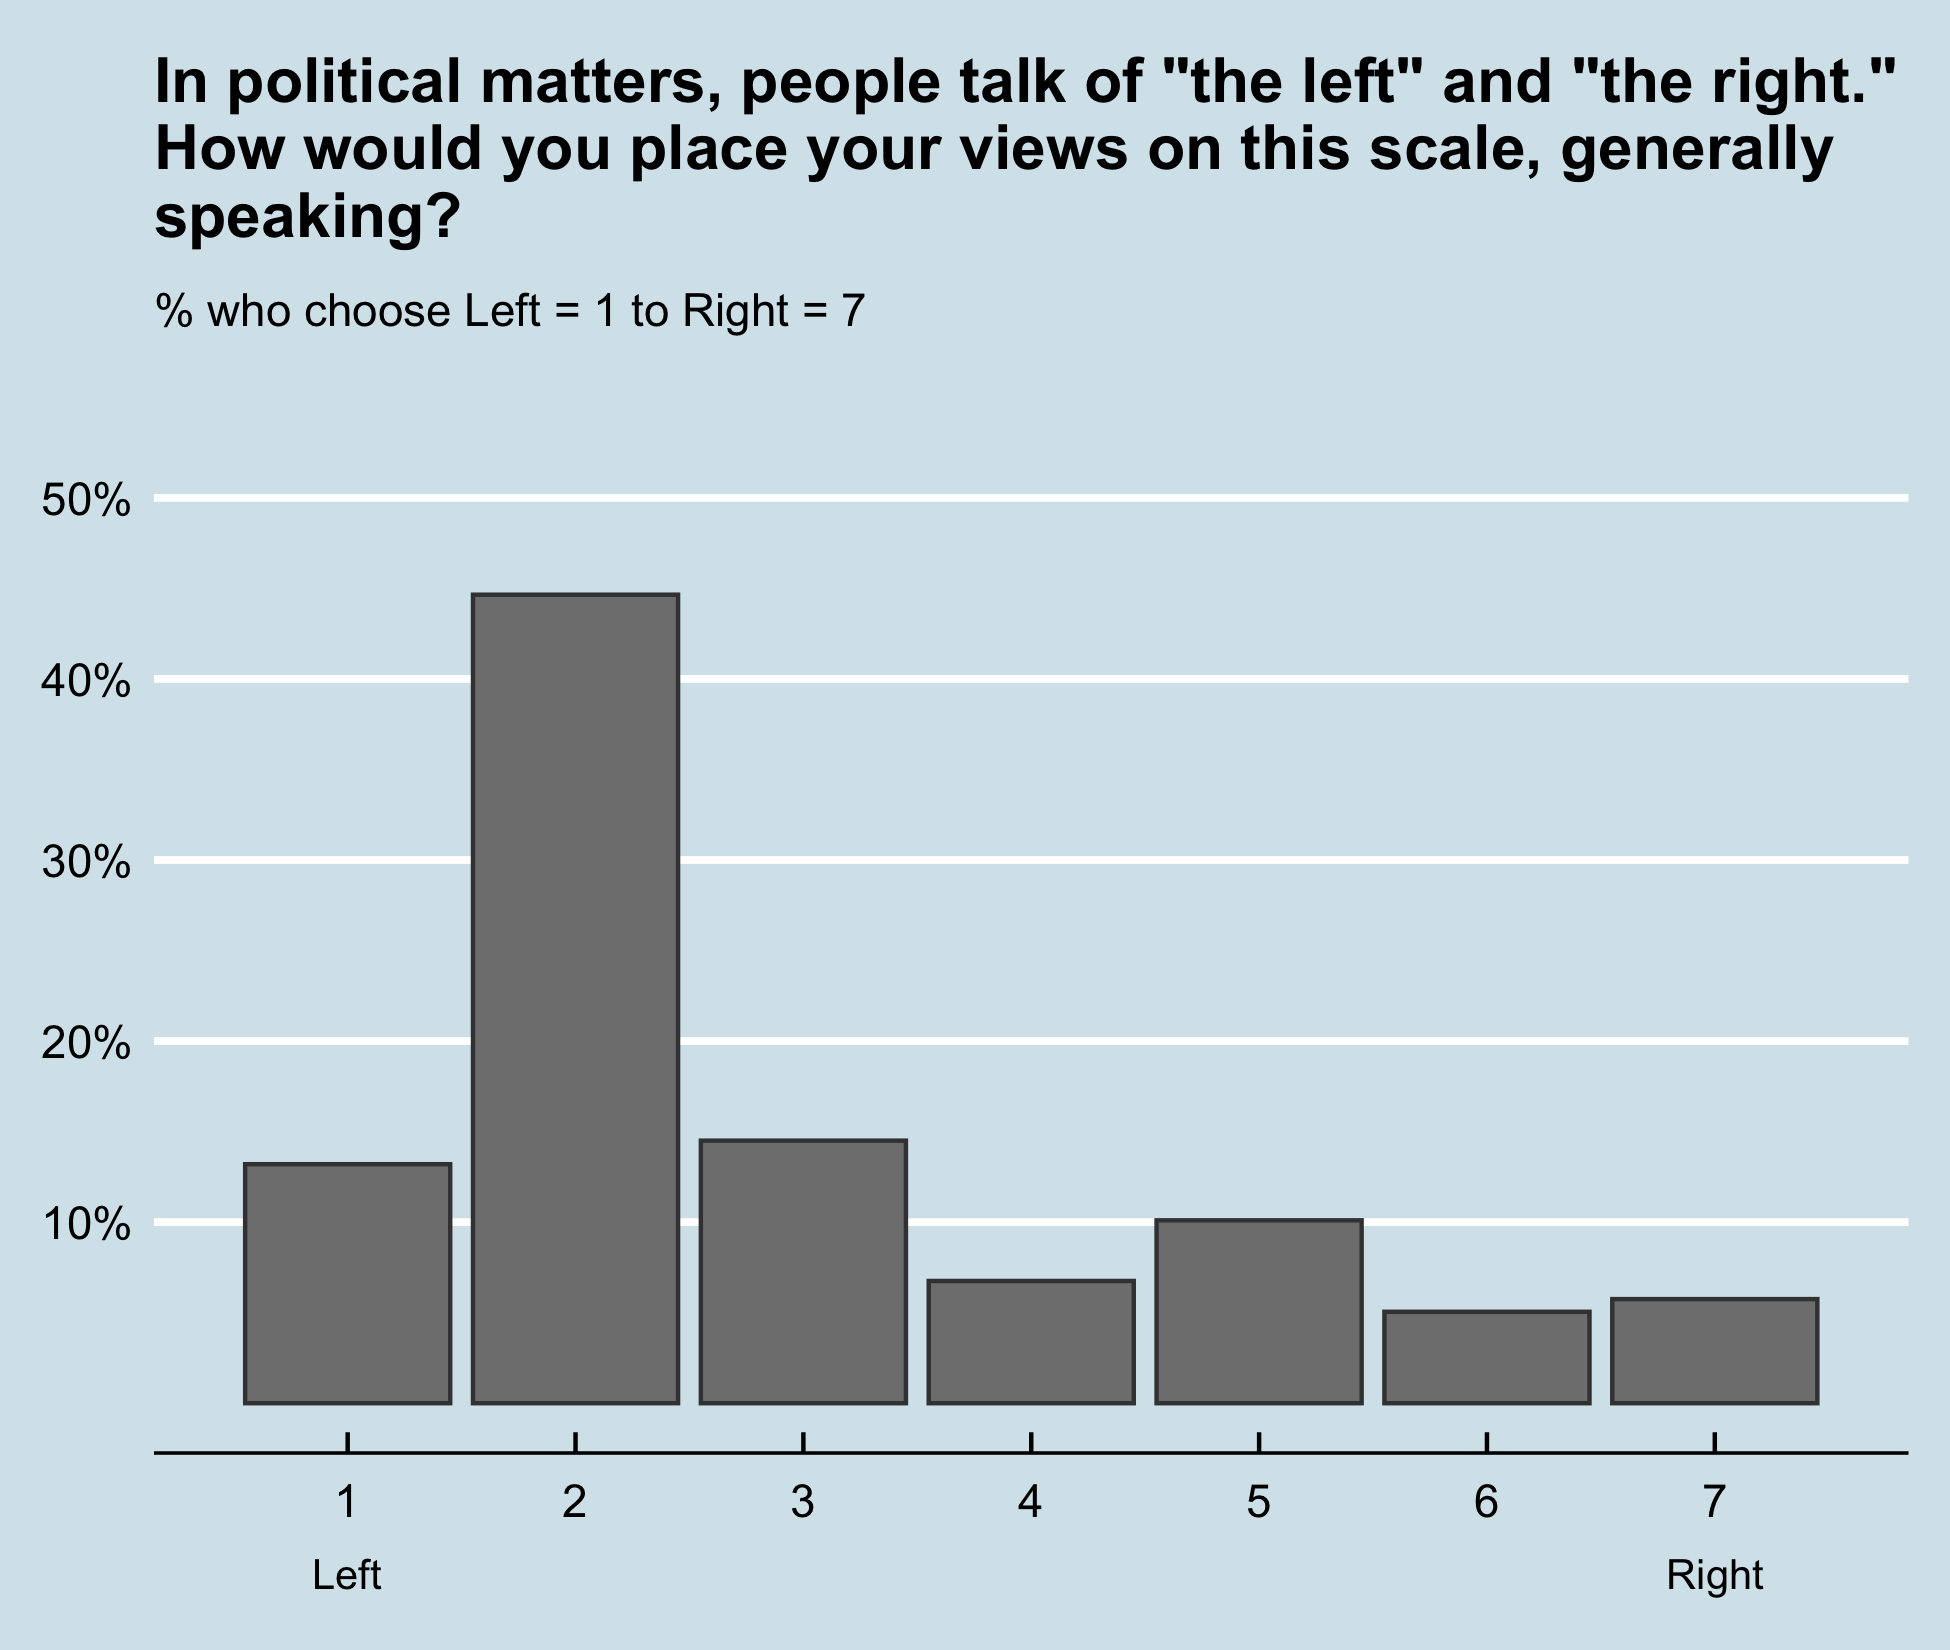 In political matters, people talk of "the left" and "the right."
How would you place your views on this scale, generally
speaking?
% who choose Left = 1 to Right = 7
50%
40%
30%
20%
10%
1 2 3 4 5 6 7
Left Right